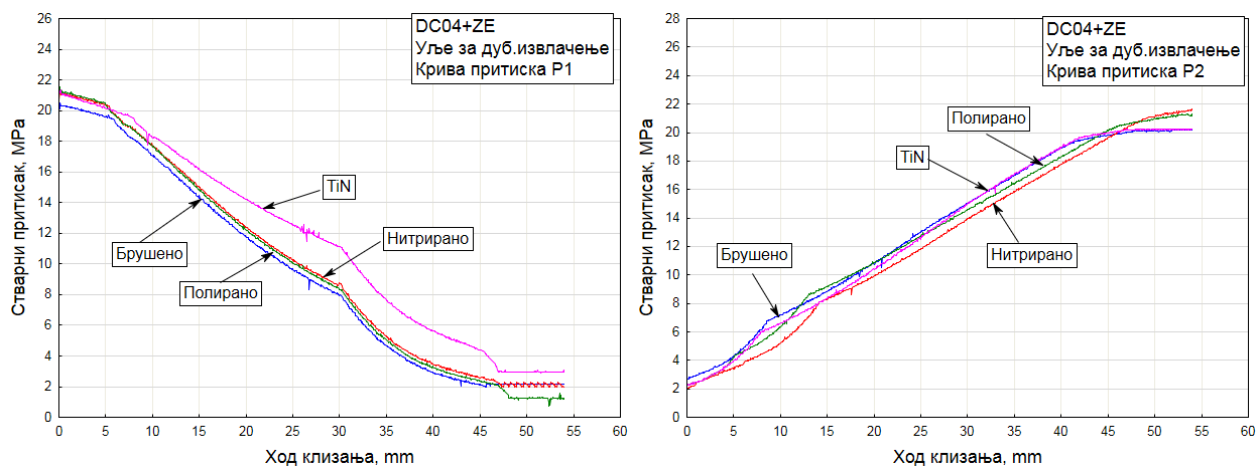 DC04+ZE
Уље за дуб.извлачење
Крива притиска P1
Стварни притисак, MPa
26
24
22
20
18
16
14
12
10
8
6
4
2
0
TiN
Брушено
Нитрирано
Полирано
0 5 10 15 20 25 30 35 40 45 50 55 60
Ход клизања, mm
DC04+ZE
Уље за дуб.извлачење
Крива притиска P2
Стварни притисак, MPa
28
26
24
22
20
18
16
14
12
10
8
6
4
2
0
Полирано
TiN
Брушено
Нитрирано
0 5 10 15 20 25 30 35 40 45 50 55 60
Ход клизања, mm